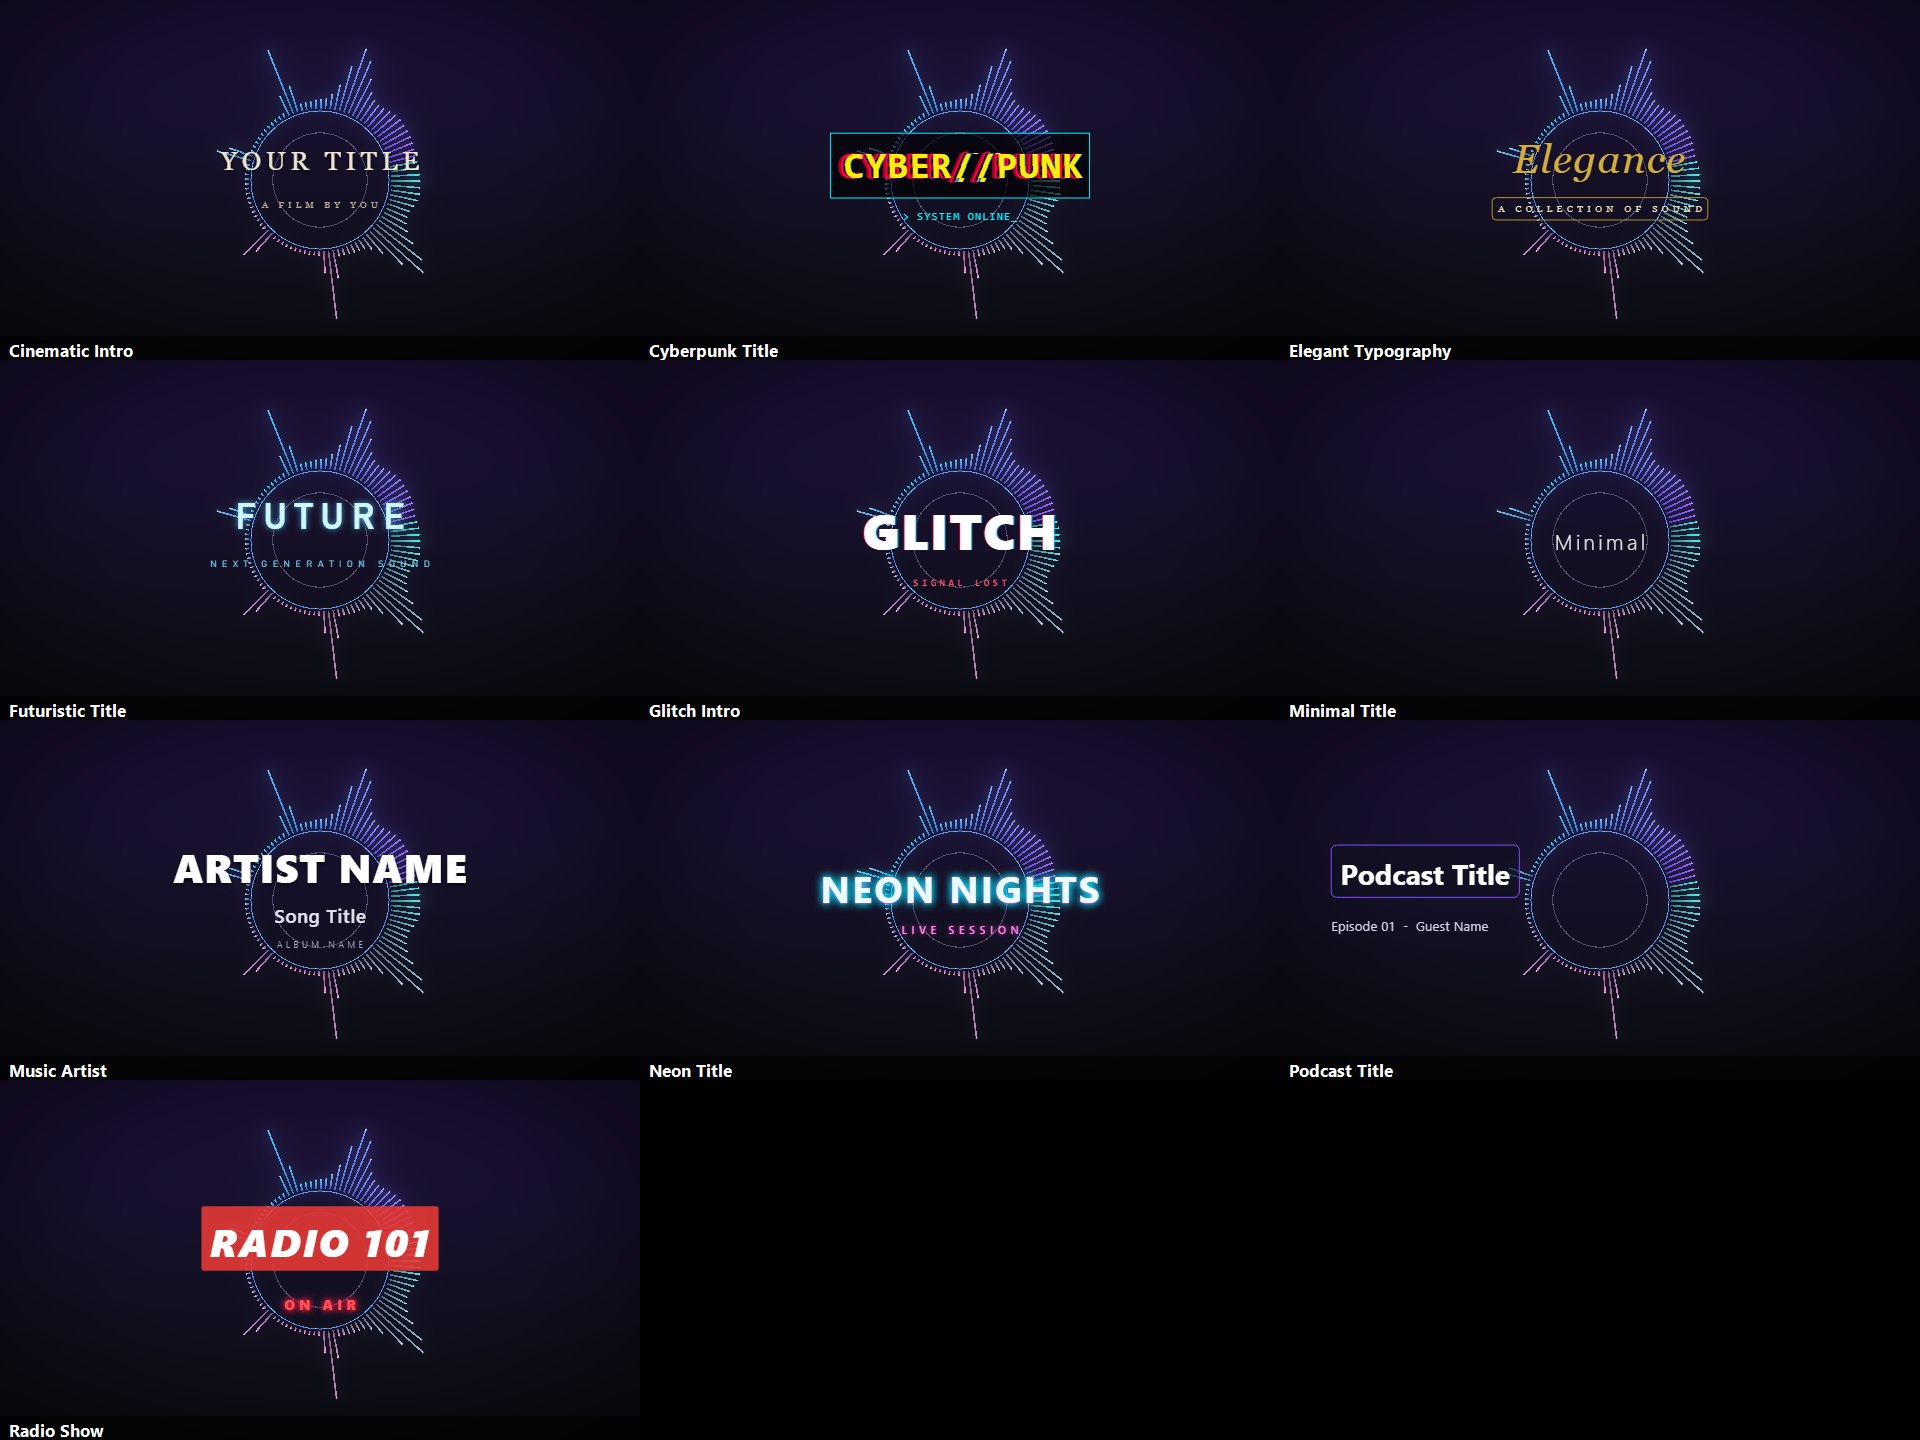 YOUR TITLE
A FILM BY YOU
Cinematic Intro
CYBER//PUNK
> SYSTEM ONLINE_
Cyberpunk Title
Elegance
A COLLECTION OF SOUND
Elegant Typography
FUTURE
NEXT GENERATION SOUND
Futuristic Title
GLITCH
SIGNAL LOST
Glitch Intro
Minimal
Minimal Title
ARTIST NAME
Song Title
ALBUM NAME
Music Artist
NEON NIGHTS
LIVE SESSION
Neon Title
Podcast Title
Episode 01 - Guest Name
Podcast Title
RADIO 101
ON AIR
Radio Show